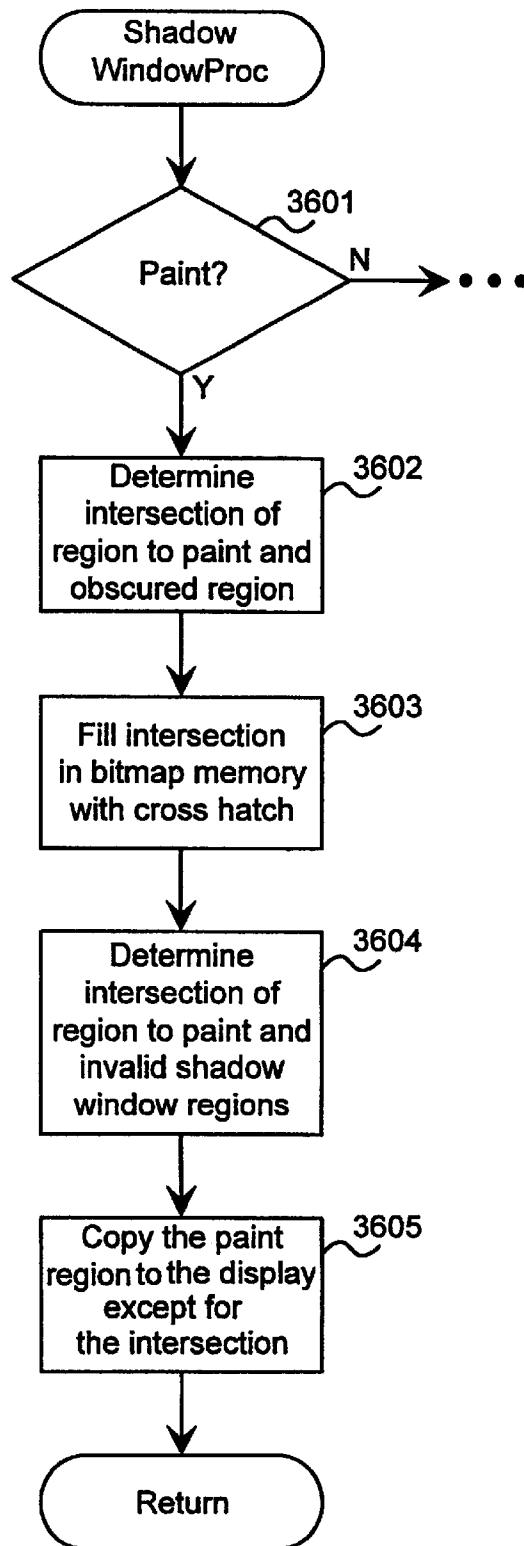 Shadow
WindowProc
3601
Paint?
N
Y
3602
Determine
intersection of
region to paint and
obscured region
3603
Fill intersection
in bitmap memory
with cross hatch
3604
Determine
intersection of
region to paint and
invalid shadow
window regions
3605
Copy the paint
region to the display
except for
the intersection
Return